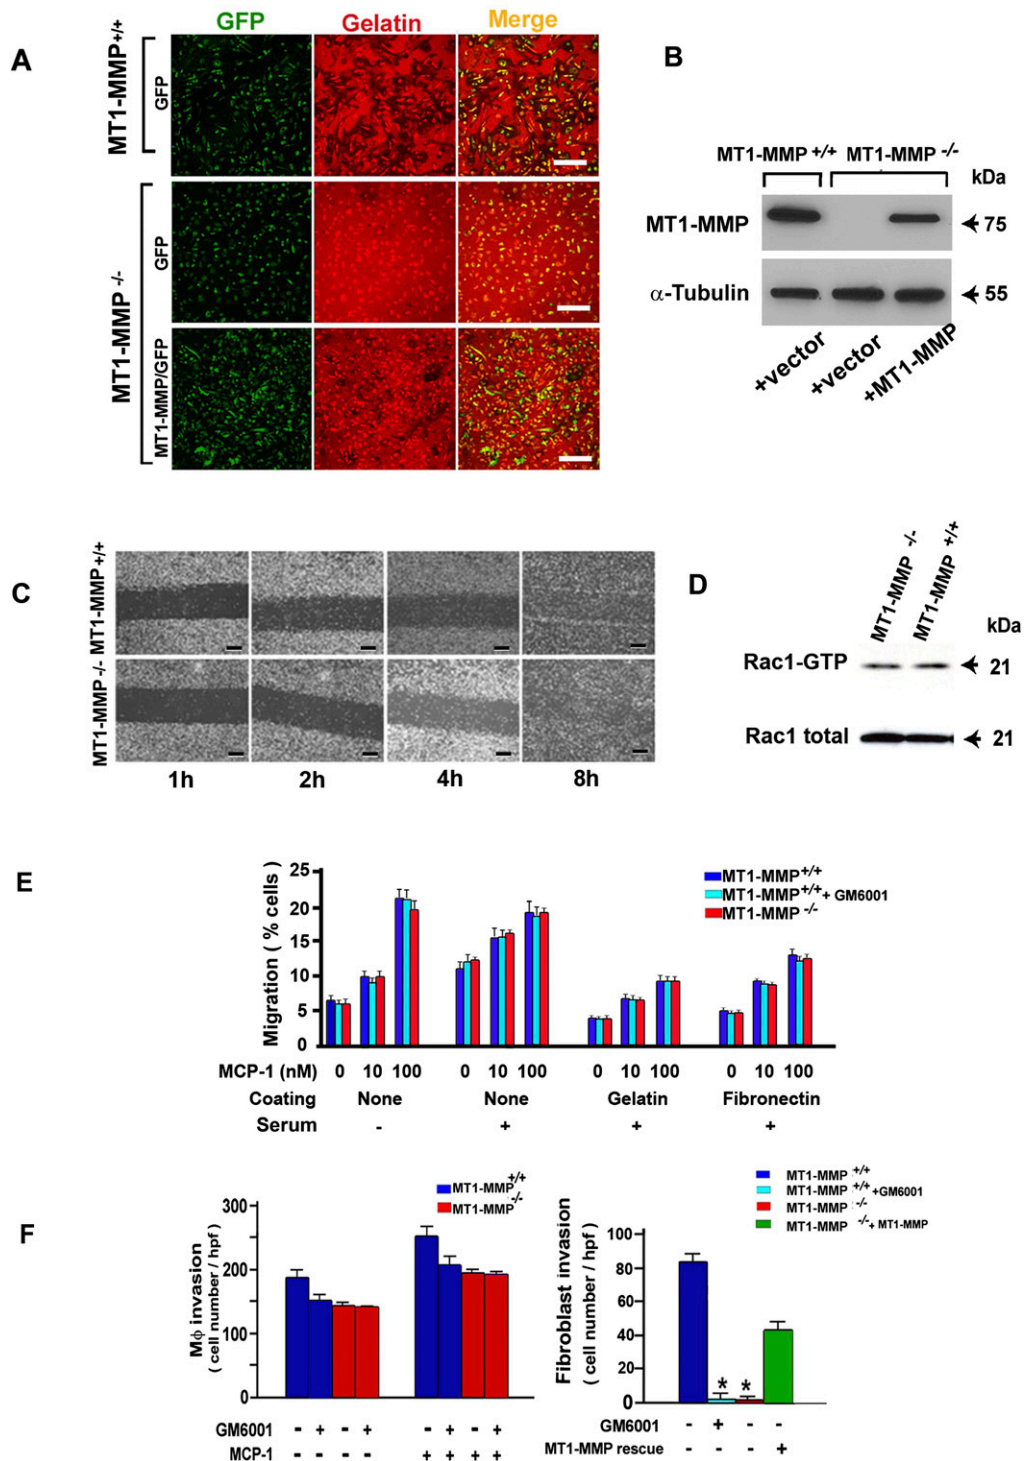 A
GFP Gelatin Merge
MT1-MMP+/+
GFP
MT1-MMP -/-
GFP
MT1-MMP/GFP
B
MT1-MMP +/+ MT1-MMP -/-
kDa
MT1-MMP 75
α-Tubulin 55
+vector +vector +MT1-MMP
C
MT1-MMP +/+
MT1-MMP -/-
1h 2h 4h 8h
D
MT1-MMP -/- MT1-MMP +/+
kDa
Rac1-GTP 21
Rac1 total 21
E
Migration ( % cells )
25
20
15
10
5
0
MT1-MMP+/+
MT1-MMP+/+ + GM6001
MT1-MMP -/-
MCP-1 (nM) 0 10 100 0 10 100 0 10 100 0 10 100
Coating None None Gelatin Fibronectin
Serum - + + +
F
Mϕ invasion
( cell number / hpf )
300
200
100
0
MT1-MMP+/+
MT1-MMP-/-
GM6001 - + - + - + - +
MCP-1 - - - - + + + +
Fibroblast invasion
( cell number / hpf )
100
80
60
40
20
0
MT1-MMP +/+
MT1-MMP +/+ +GM6001
MT1-MMP -/-
MT1-MMP -/- + MT1-MMP
* *
GM6001 - + - -
MT1-MMP rescue - - - +